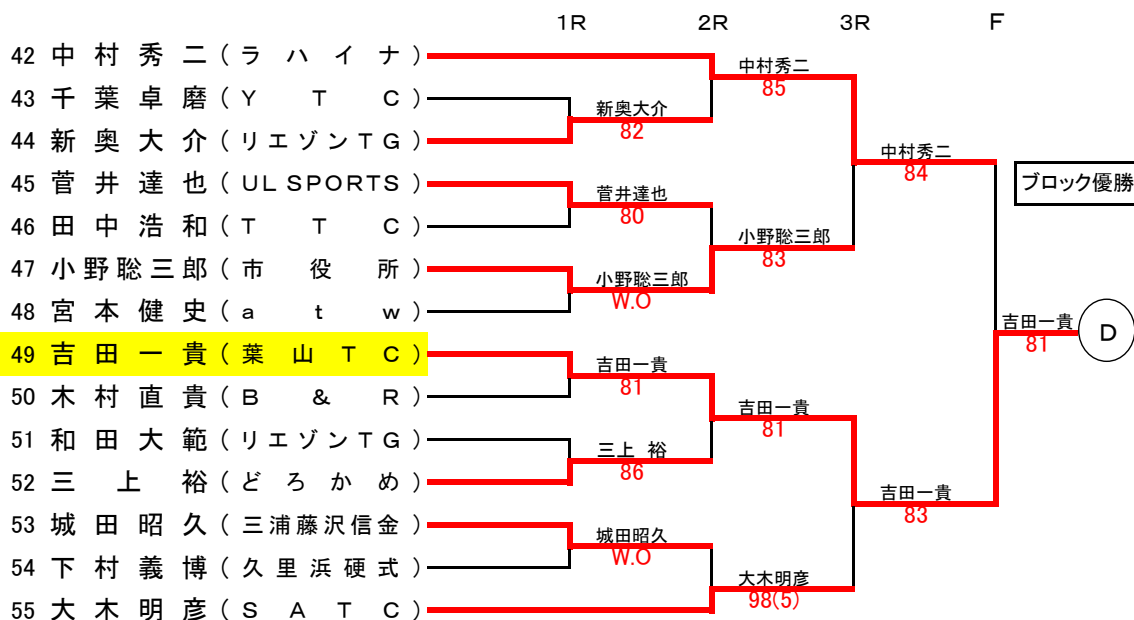 1R 2R 3R F
42 中村秀二(ラハイナ)
中村秀二
85
43 千葉卓磨(YTC)
新奥大介
82
44 新奥大介(リエゾンTG)
中村秀二
84
45 菅井達也(UL SPORTS)
菅井達也
80
ブロック優勝
46 田中浩和(TTC)
小野聡三郎
83
47 小野聡三郎(市役所)
小野聡三郎
W.O
48 宮本健史(atw)
吉田一貴
81
D
49 吉田一貴(葉山TC)
吉田一貴
81
50 木村直貴(B&R)
吉田一貴
81
51 和田大範(リエゾンTG)
三上 裕
86
52 三上裕(どろかめ)
吉田一貴
83
53 城田昭久(三浦藤沢信金)
城田昭久
W.O
54 下村義博(久里浜硬式)
大木明彦
98(5)
55 大木明彦(SATC)